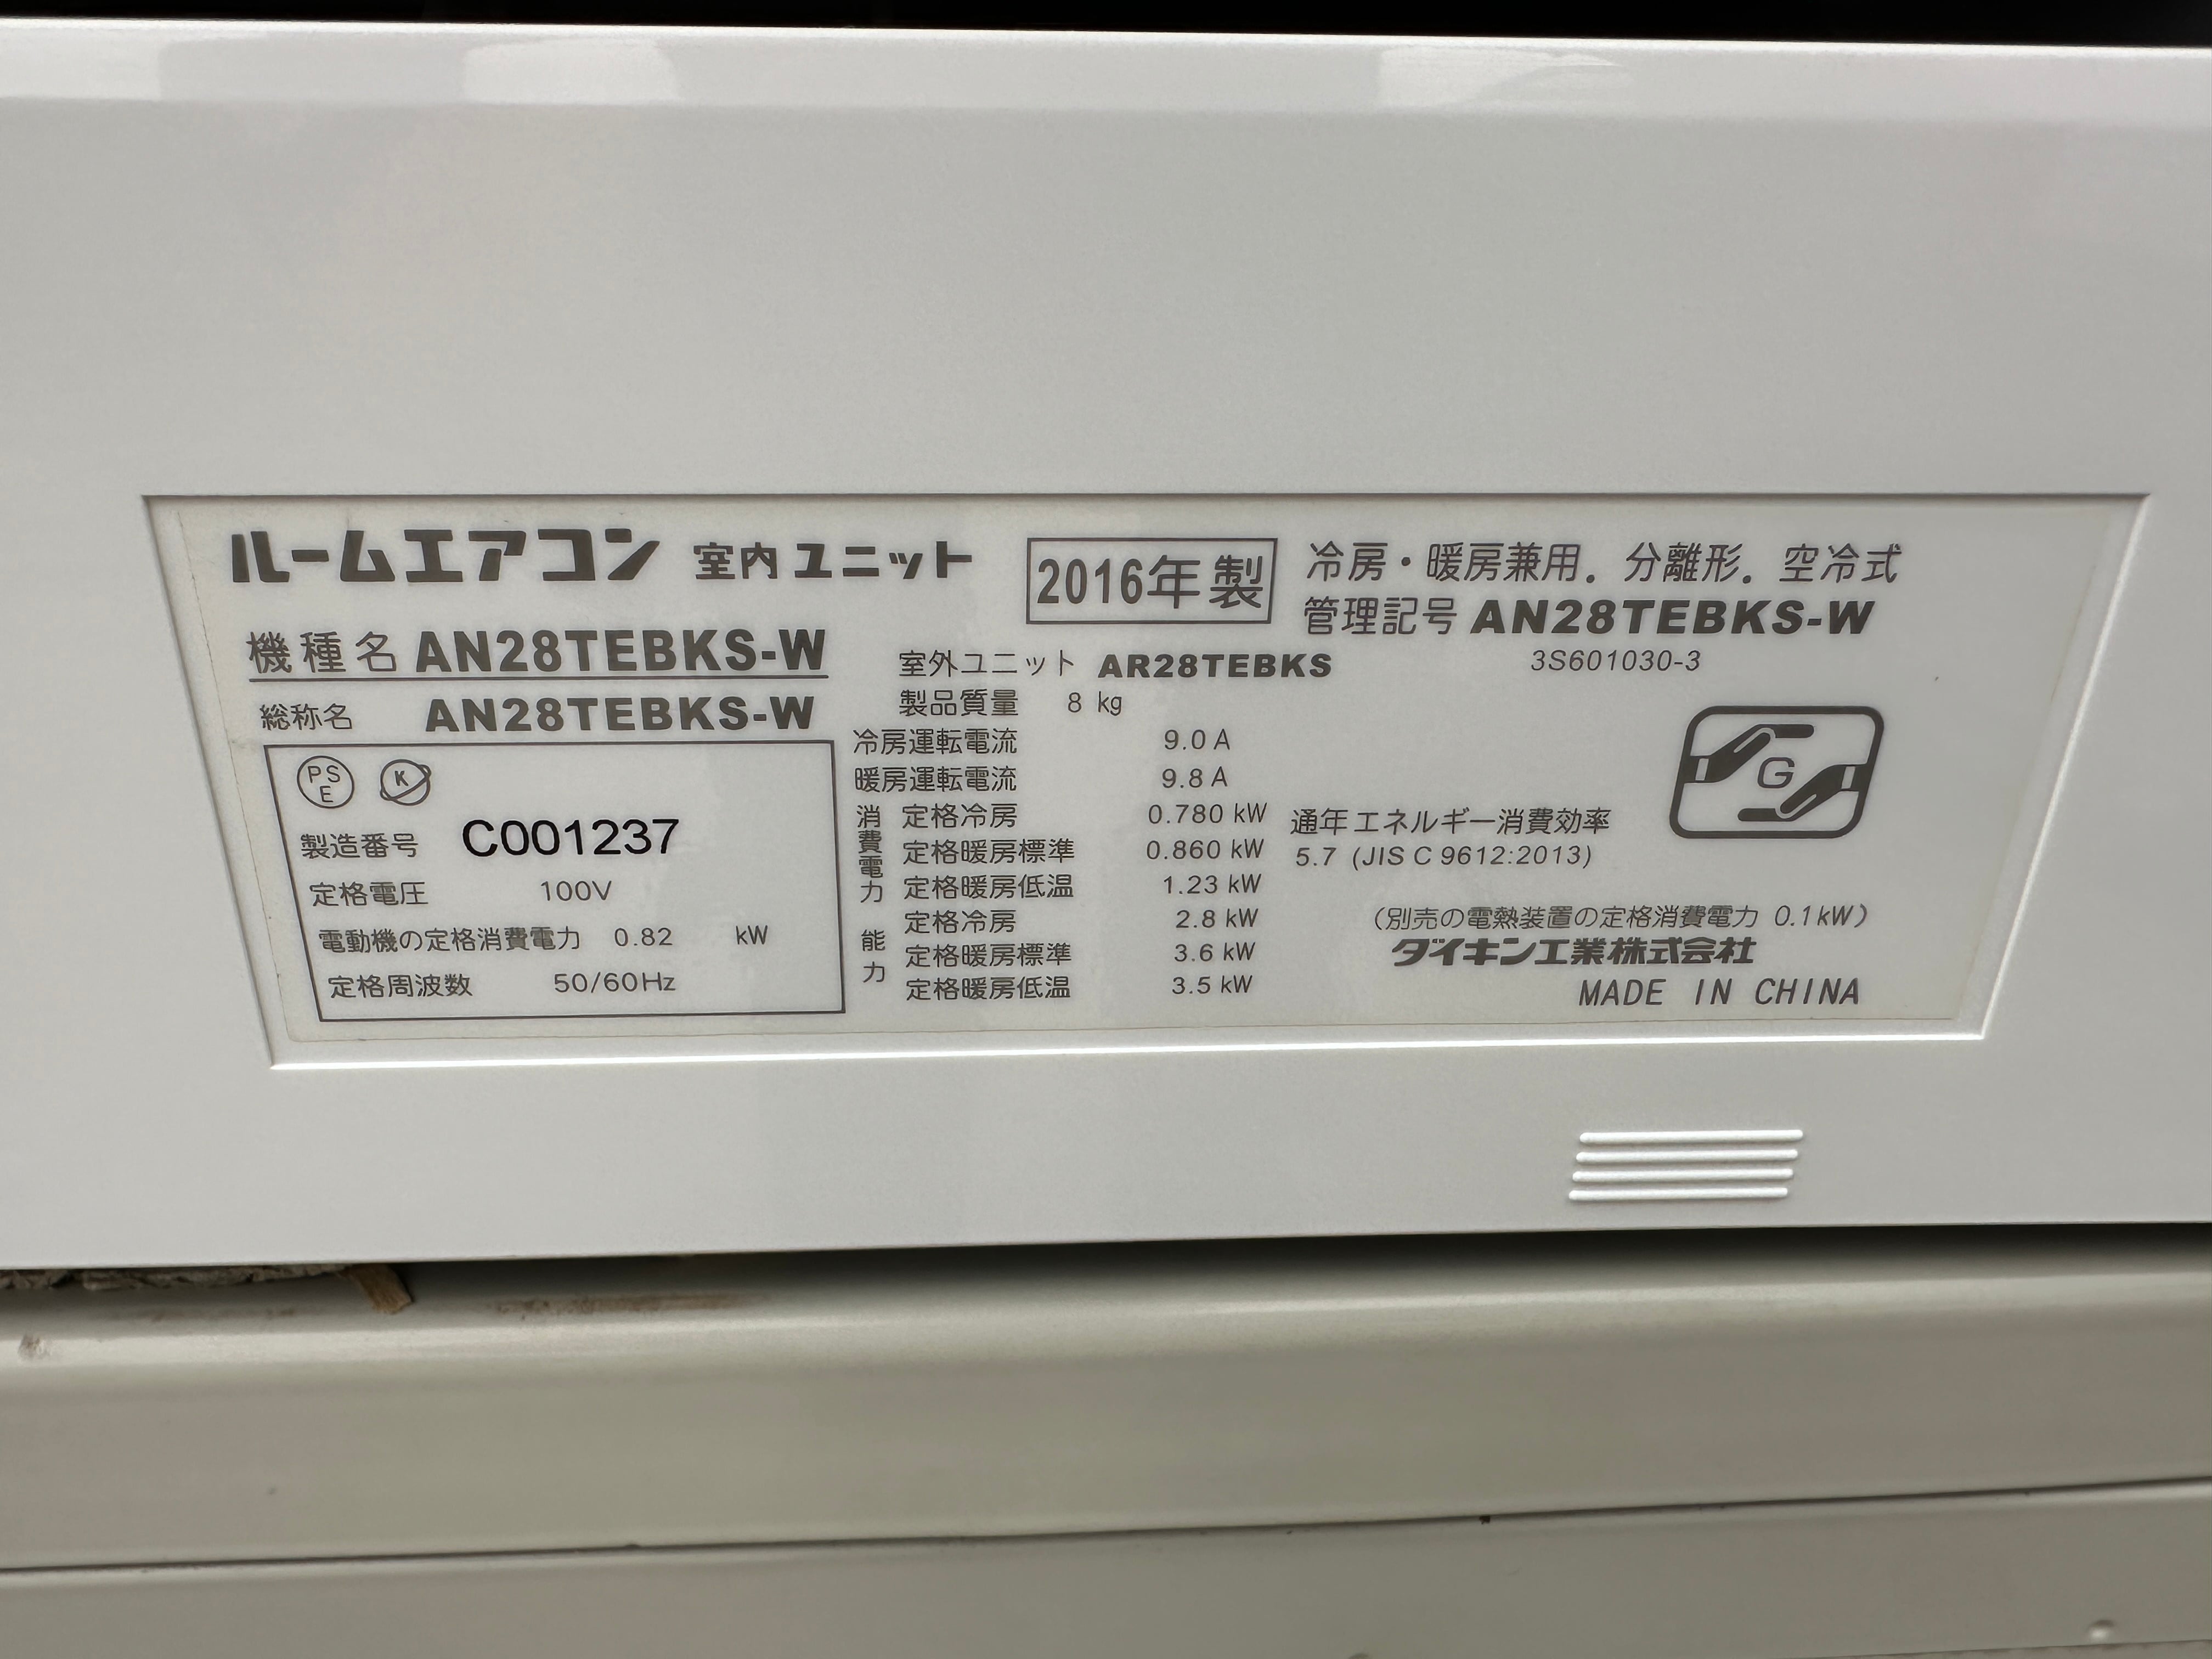 ルームエアコン 室内ユニット
2016年製
冷房・暖房兼用．分離形．空冷式
管理記号 AN28TEBKS-W
3S601030-3
機種名 AN28TEBKS-W
総称名 AN28TEBKS-W
PS
E
K
製造番号 C001237
定格電圧 100V
電動機の定格消費電力 0.82 kW
定格周波数 50/60Hz
室外ユニット AR28TEBKS
製品質量 8 kg
冷房運転電流 9.0 A
暖房運転電流 9.8 A
消費電力
定格冷房 0.780 kW
定格暖房標準 0.860 kW
定格暖房低温 1.23 kW
能力
定格冷房 2.8 kW
定格暖房標準 3.6 kW
定格暖房低温 3.5 kW
通年エネルギー消費効率
5.7 (JIS C 9612:2013)
G
(別売の電熱装置の定格消費電力 0.1kW)
ダイキン工業株式会社
MADE IN CHINA